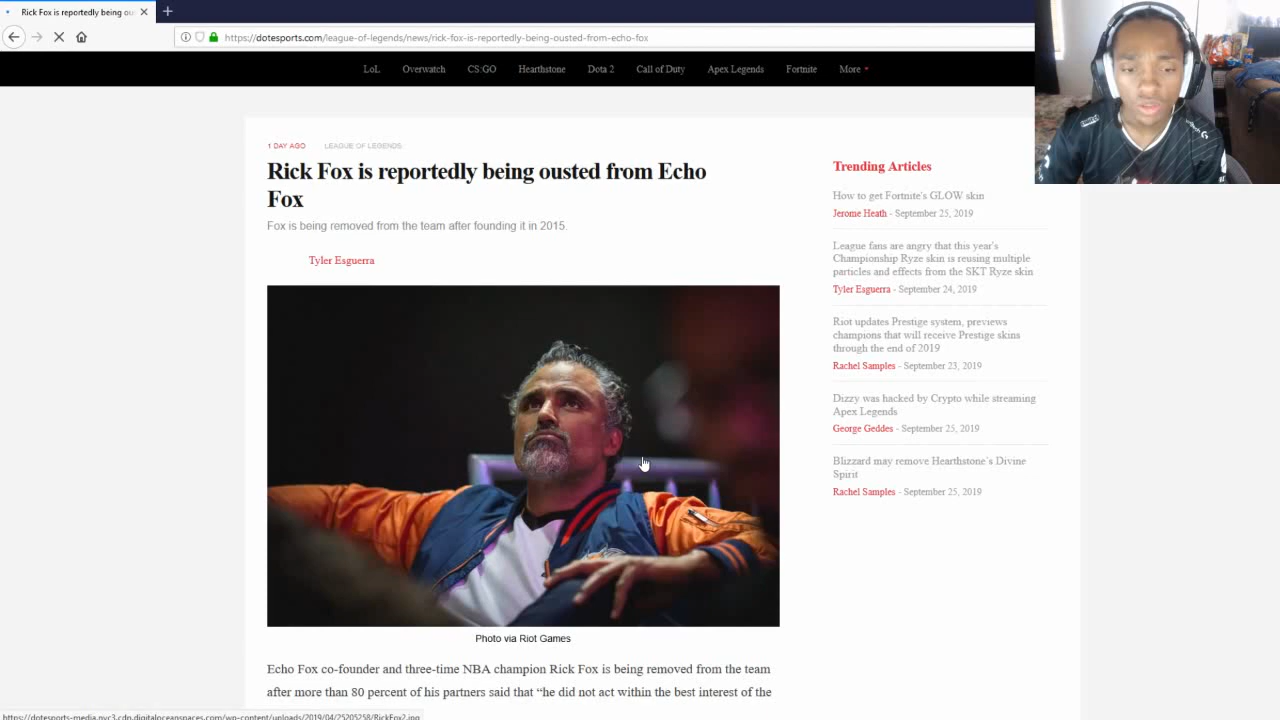 Rick Fox is reportedly being ou
https://dotesports.com/league-of-legends/news/rick-fox-is-reportedly-being-ousted-from-echo-fox
LoL Overwatch CS:GO Hearthstone Dota 2 Call of Duty Apex Legends Fortnite More
1 DAY AGO LEAGUE OF LEGENDS
Rick Fox is reportedly being ousted from Echo
Fox
Fox is being removed from the team after founding it in 2015.
Tyler Esguerra
Photo via Riot Games
Echo Fox co-founder and three-time NBA champion Rick Fox is being removed from the team
after more than 80 percent of his partners said that “he did not act within the best interest of the
Trending Articles
How to get Fortnite's GLOW skin
Jerome Heath - September 25, 2019
League fans are angry that this year's
Championship Ryze skin is reusing multiple
particles and effects from the SKT Ryze skin
Tyler Esguerra - September 24, 2019
Riot updates Prestige system, previews
champions that will receive Prestige skins
through the end of 2019
Rachel Samples - September 23, 2019
Dizzy was hacked by Crypto while streaming
Apex Legends
George Geddes - September 25, 2019
Blizzard may remove Hearthstone's Divine
Spirit
Rachel Samples - September 25, 2019
https://dotesports-media.nyc3.cdn.digitaloceanspaces.com/wp-content/uploads/2019/04/25205258/RickFox2.jpg